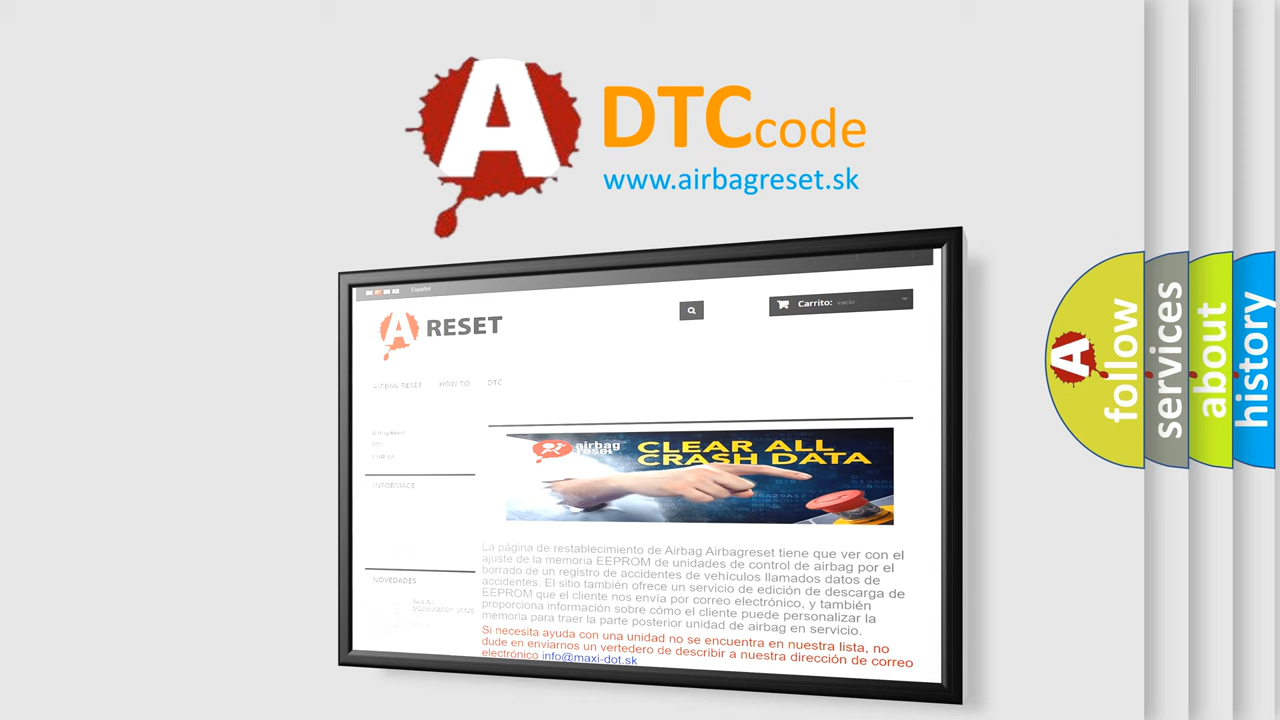 A DTC code
www.airbagreset.sk
Español
A RESET
Carrito: vacío
AIRBAG RESET HOW TO DTC
INFORMACE
airbag
reset
CLEAR ALL
CRASH DATA
La página de restablecimiento de Airbag Airbagreset tiene que ver con el
ajuste de la memoria EEPROM de unidades de control de airbag por el
borrado de un registro de accidentes de vehículos llamados datos de
accidentes. El sitio también ofrece un servicio de edición de descarga de
EEPROM que el cliente nos envía por correo electrónico, y también
proporciona información sobre cómo el cliente puede personalizar la
memoria para traer la parte posterior unidad de airbag en servicio.
NOVEDADES
Si necesita ayuda con una unidad no se encuentra en nuestra lista, no
dude en enviarnos un vertedero de describir a nuestra dirección de correo
electrónico info@maxi-dot.sk
A
follow
services
about
history